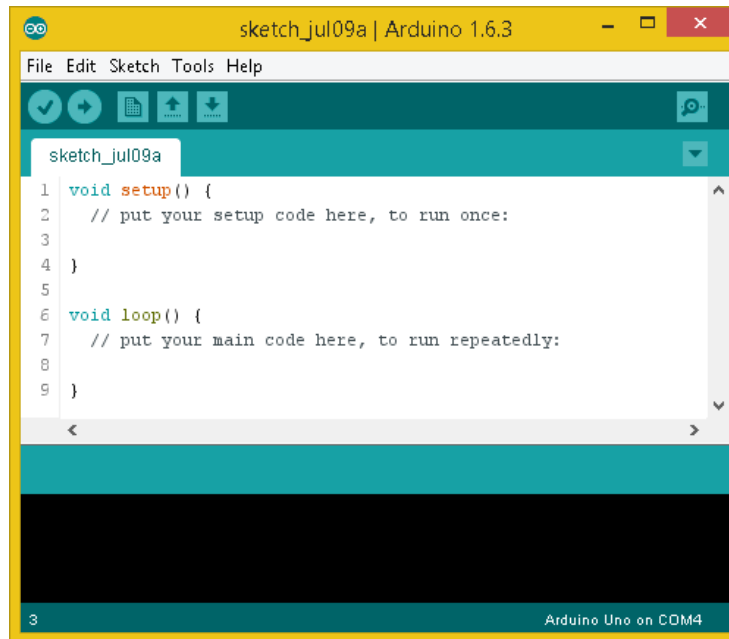 sketch_jul09a | Arduino 1.6.3
File Edit Sketch Tools Help
sketch_jul09a
1 void setup() {
2   // put your setup code here, to run once:
3
4 }
5
6 void loop() {
7   // put your main code here, to run repeatedly:
8
9 }
3 Arduino Uno on COM4